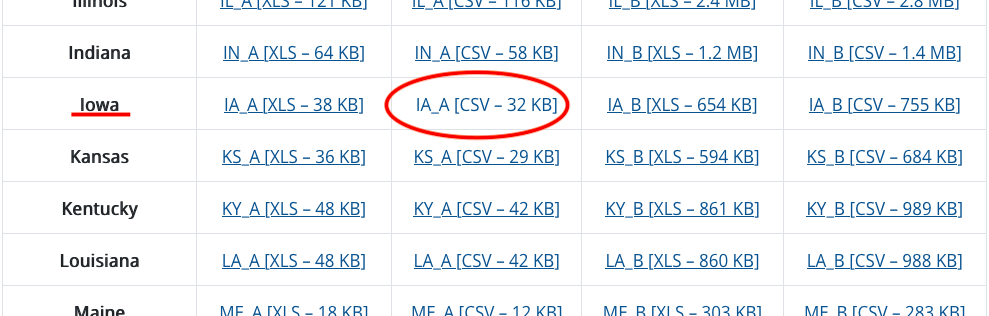 Illinois IL_A [XLS – 121 KB] IL_A [CSV – 116 KB] IL_B [XLS – 2.4 MB] IL_B [CSV – 2.8 MB]
Indiana IN_A [XLS – 64 KB] IN_A [CSV – 58 KB] IN_B [XLS – 1.2 MB] IN_B [CSV – 1.4 MB]
Iowa IA_A [XLS – 38 KB] IA_A [CSV – 32 KB] IA_B [XLS – 654 KB] IA_B [CSV – 755 KB]
Kansas KS_A [XLS – 36 KB] KS_A [CSV – 29 KB] KS_B [XLS – 594 KB] KS_B [CSV – 684 KB]
Kentucky KY_A [XLS – 48 KB] KY_A [CSV – 42 KB] KY_B [XLS – 861 KB] KY_B [CSV – 989 KB]
Louisiana LA_A [XLS – 48 KB] LA_A [CSV – 42 KB] LA_B [XLS – 860 KB] LA_B [CSV – 988 KB]
Maine ME_A [XLS – 18 KB] ME_A [CSV – 12 KB] ME_B [XLS – 303 KB] ME_B [CSV – 283 KB]